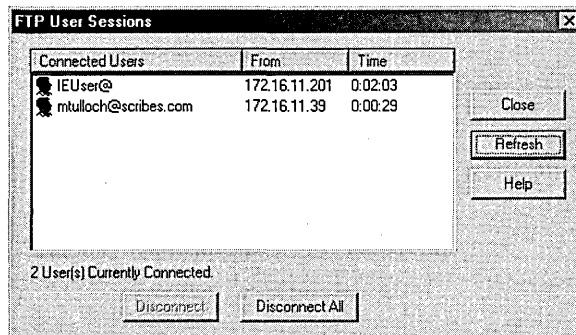 FTP User Sessions
Connected Users From Time
IEUser@ 172.16.11.201 0:02:03
mtulloch@scribes.com 172.16.11.39 0:00:29
Close
Refresh
Help
2 User(s) Currently Connected.
Disconnect Disconnect All